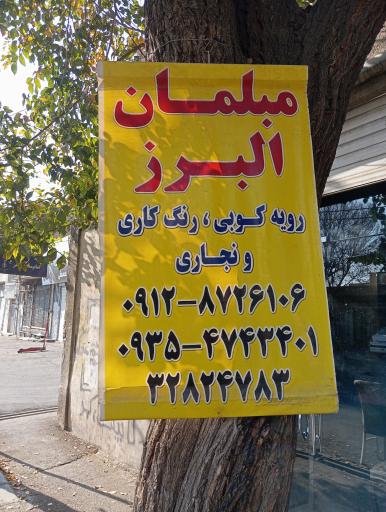 مبلمان
البرز
رویه کوبی، رنگ کاری
و نجاری
۰۹۱۲-۸۷۲۶۱۰۶
۰۹۳۵-۴۷۴۳۴۰۱
۳۲۸۲۴۷۸۳